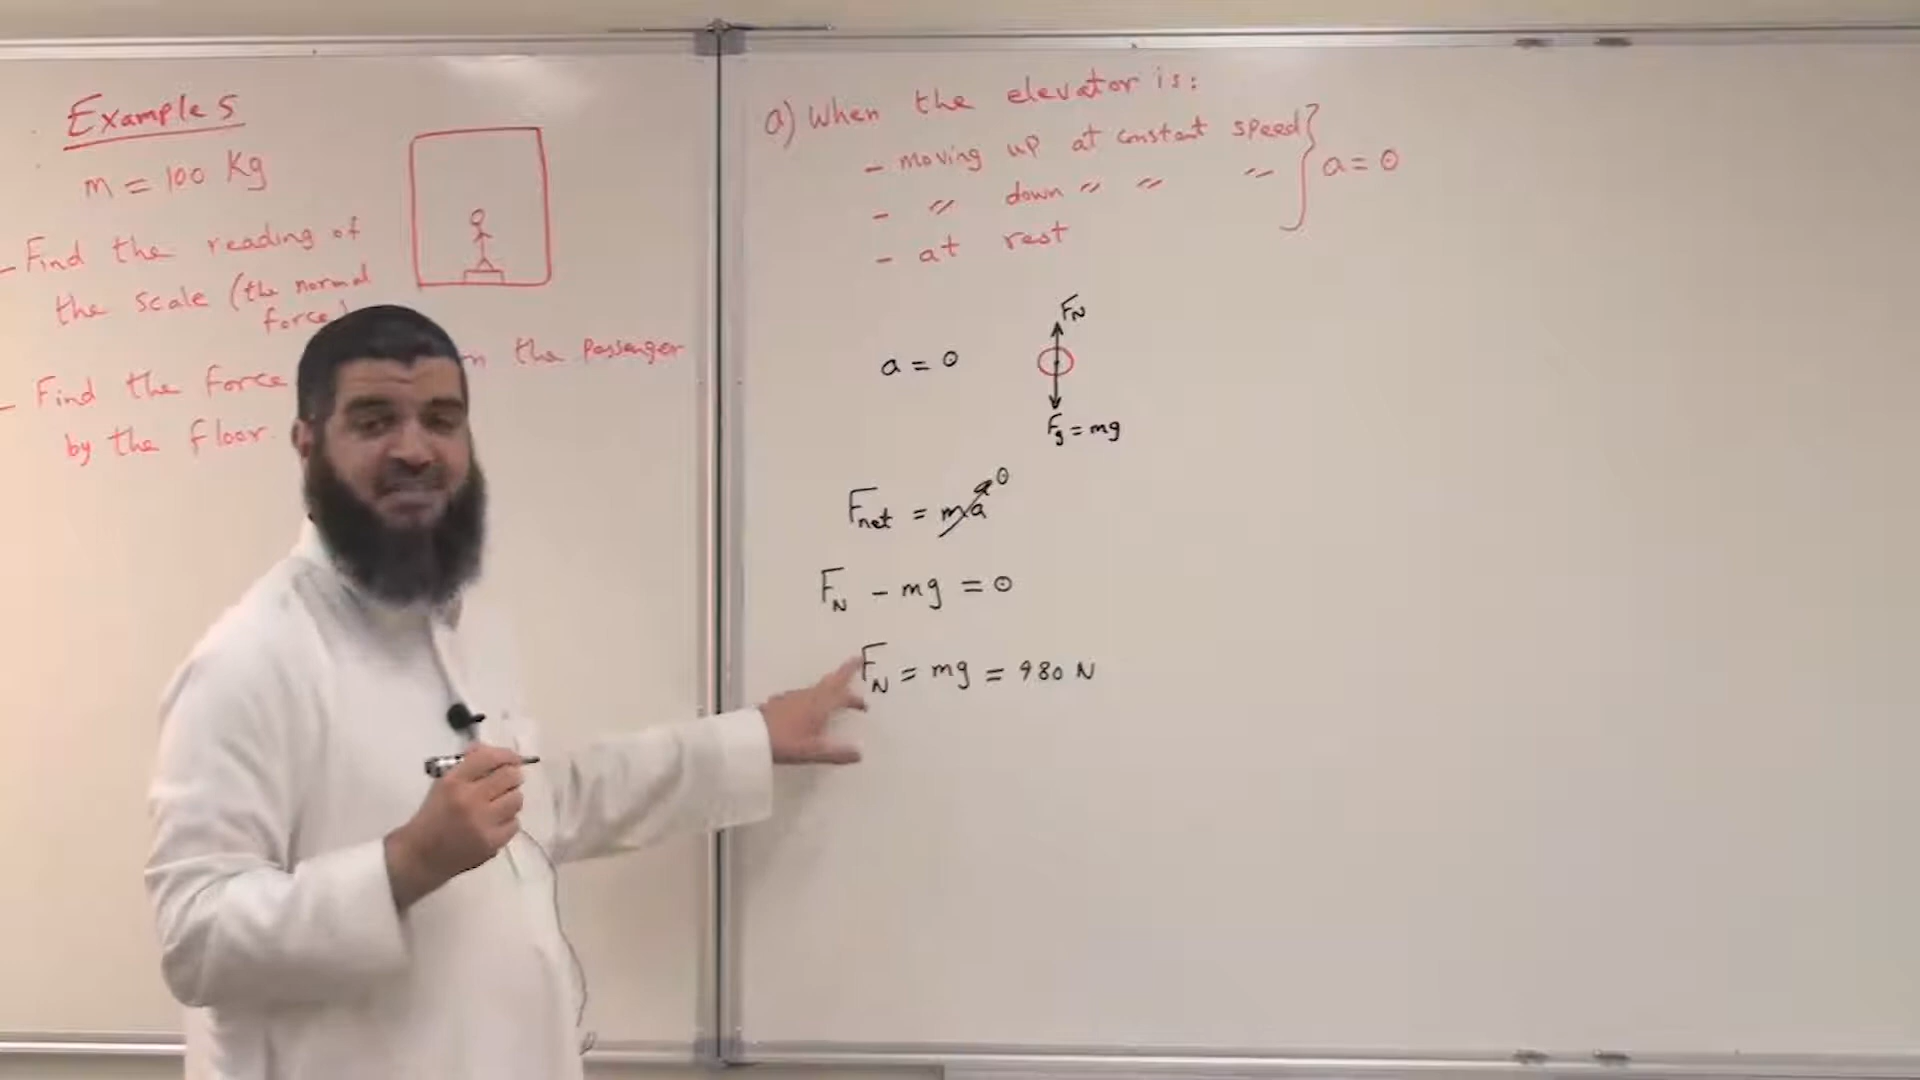 Example 5
m = 100 Kg
- Find the reading of
the scale (the normal
force)
- Find the force on the passenger
by the floor.
a) When the elevator is:
- moving up at constant speed
- 〃 down 〃 〃 〃
- at rest
a = 0
F_N
a = 0
F_g = mg
F_net = ma 0
F_N - mg = 0
F_N = mg = 980 N